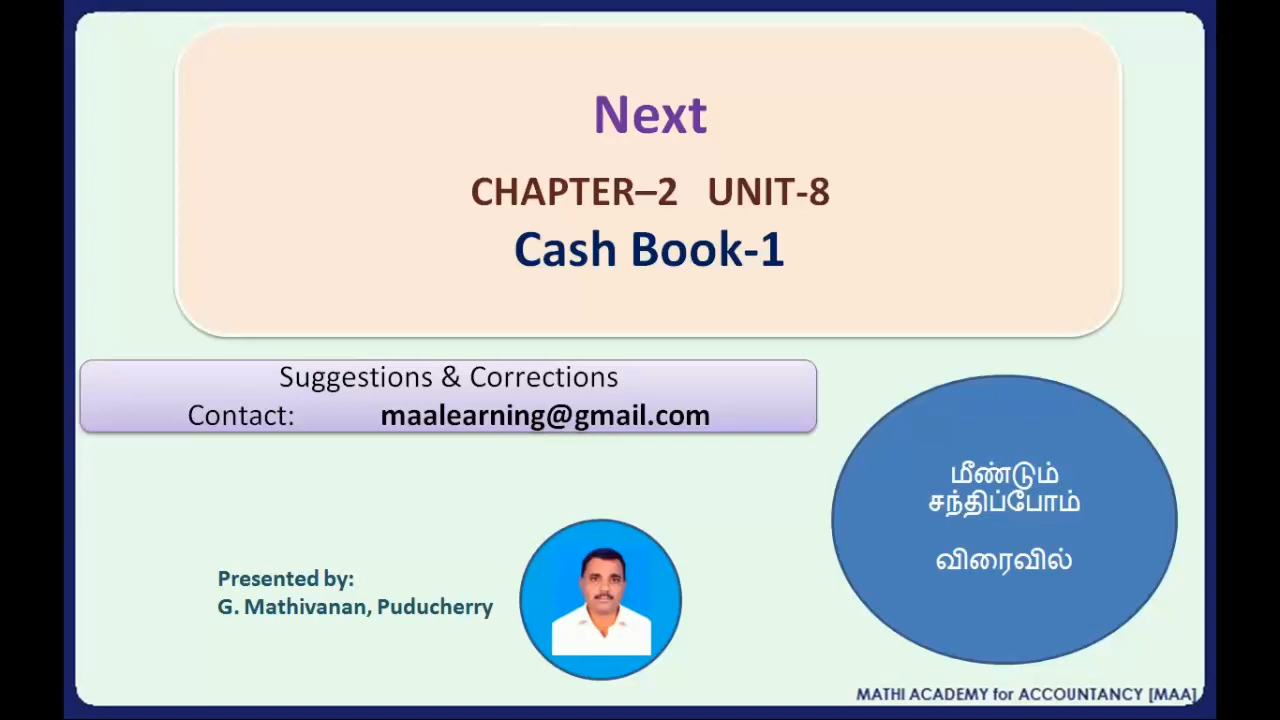 Next
CHAPTER–2 UNIT-8
Cash Book-1
Suggestions & Corrections
Contact: maalearning@gmail.com
மீண்டும்
சந்திப்போம்
விரைவில்
Presented by:
G. Mathivanan, Puducherry
MATHI ACADEMY for ACCOUNTANCY [MAA]